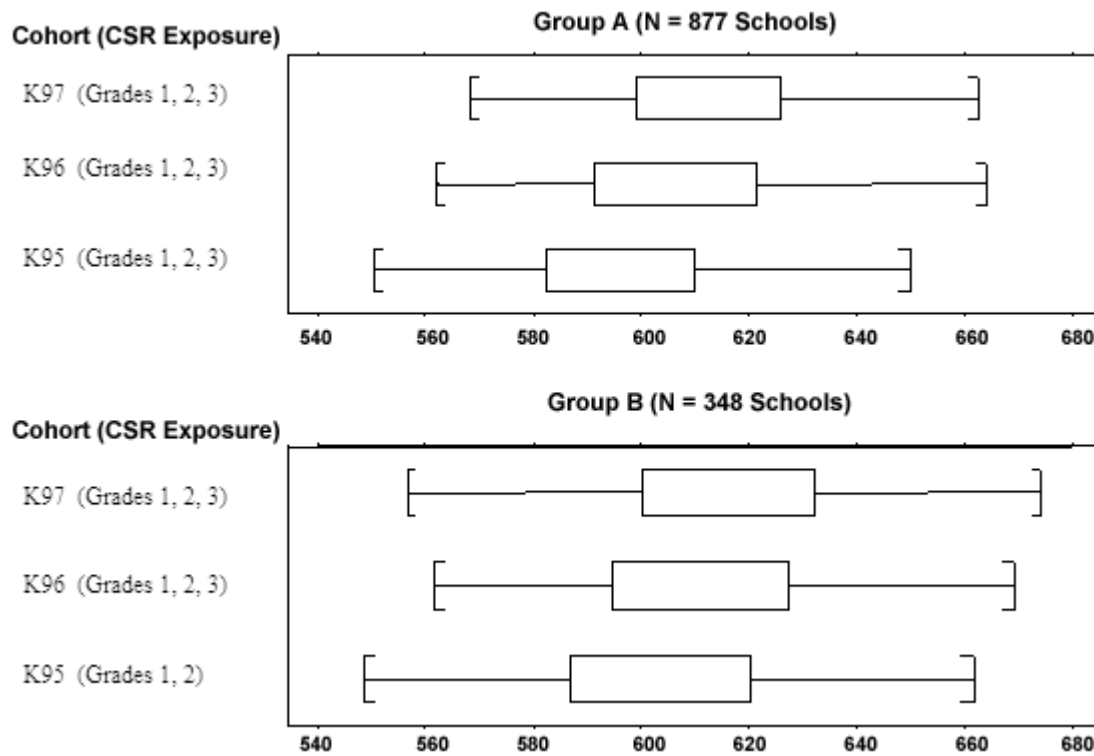 Group A (N = 877 Schools)
Cohort (CSR Exposure)
K97 (Grades 1, 2, 3)
K96 (Grades 1, 2, 3)
K95 (Grades 1, 2, 3)
540 560 580 600 620 640 660 680
Group B (N = 348 Schools)
Cohort (CSR Exposure)
K97 (Grades 1, 2, 3)
K96 (Grades 1, 2, 3)
K95 (Grades 1, 2)
540 560 580 600 620 640 660 680